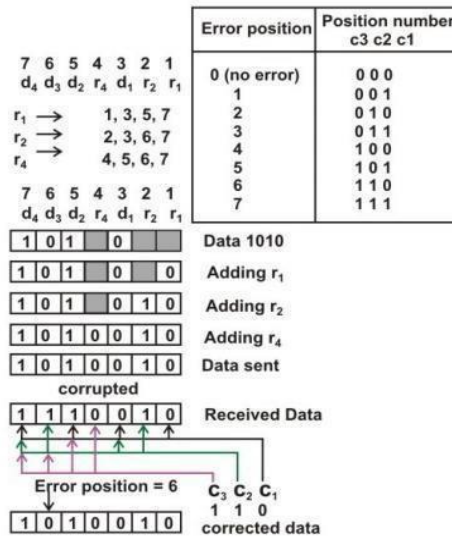 Error position Position number
c3 c2 c1
0 (no error) 0 0 0
1 0 0 1
2 0 1 0
3 0 1 1
4 1 0 0
5 1 0 1
6 1 1 0
7 1 1 1
7 6 5 4 3 2 1
d4 d3 d2 r4 d1 r2 r1
r1 → 1, 3, 5, 7
r2 → 2, 3, 6, 7
r4 → 4, 5, 6, 7
7 6 5 4 3 2 1
d4 d3 d2 r4 d1 r2 r1
1 0 1 0 Data 1010
1 0 1 0 0 Adding r1
1 0 1 0 1 0 Adding r2
1 0 1 0 0 1 0 Adding r4
1 0 1 0 0 1 0 Data sent
corrupted
1 1 1 0 0 1 0 Received Data
Error position = 6 C3 C2 C1
1 1 0
1 0 1 0 0 1 0 corrected data